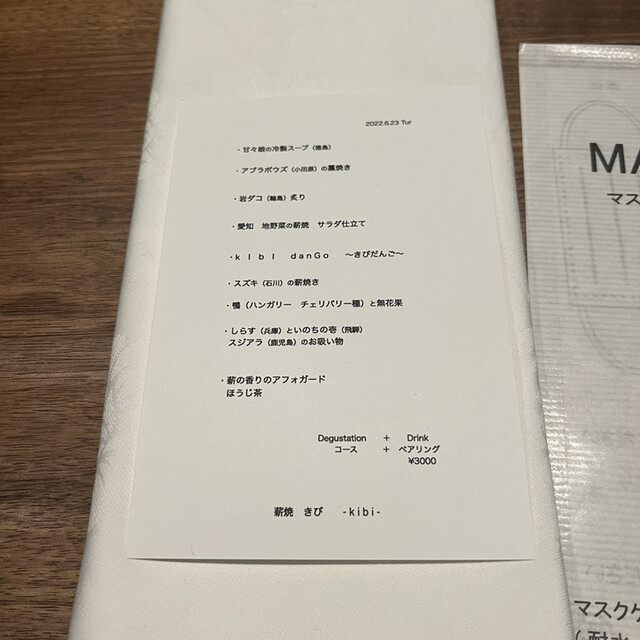 2022.6.23 Tur
・甘々娘の冷製スープ（徳島）
・アブラボウズ（小田原）の藁焼き
・岩ダコ（輪島）炙り
・愛知 地野菜の薪焼 サラダ仕立て
・kIbI danGo ～きびだんご～
・スズキ（石川）の薪焼き
・鴨（ハンガリー チェリバリー種）と無花果
・しらす（兵庫）といのちの壱（飛騨）
スジアラ（鹿児島）のお吸い物
・薪の香りのアフォガード
ほうじ茶
Degustation + Drink
コース + ペアリング
¥3000
薪焼 きび -kibi-
MA
マス
マスクケ